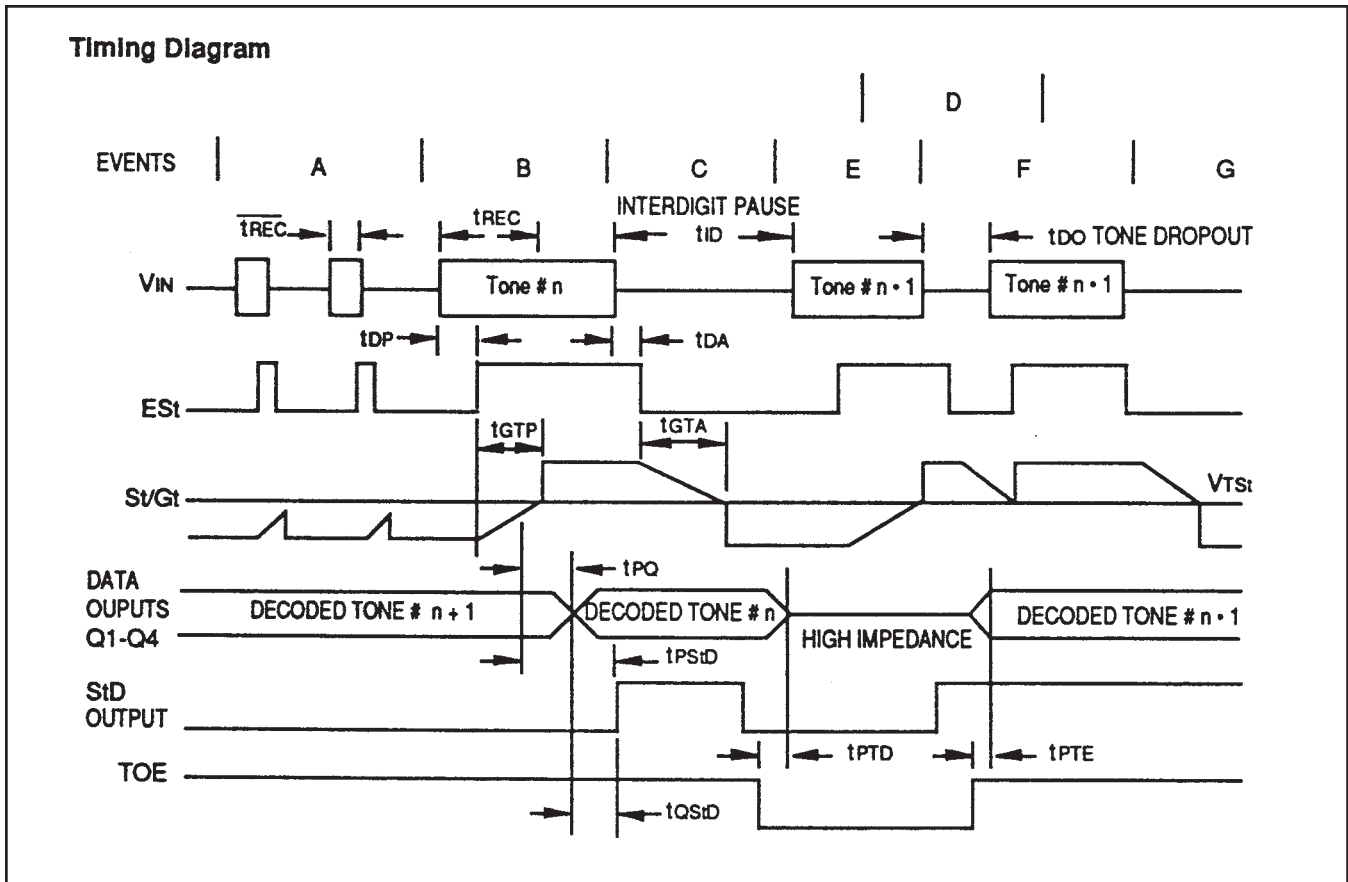 Timing Diagram
D
EVENTS A B C E F G
INTERDIGIT PAUSE
tREC tREC tID tDO TONE DROPOUT
VIN Tone # n Tone # n • 1 Tone # n • 1
tDP tDA
ESt
tGTP tGTA
St/Gt VTSt
tPQ
DATA
OUPUTS
Q1-Q4
DECODED TONE # n + 1 DECODED TONE # n HIGH IMPEDANCE DECODED TONE # n • 1
tPStD
StD
OUTPUT
tPTD tPTE
TOE
tQStD